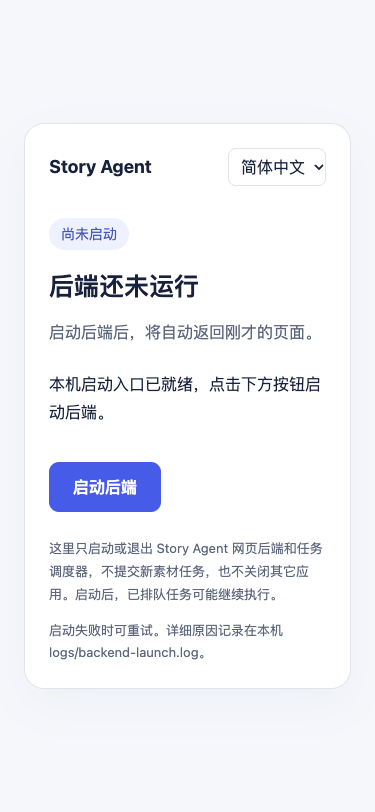 Story Agent
简体中文
尚未启动
后端还未运行
启动后端后，将自动返回刚才的页面。
本机启动入口已就绪，点击下方按钮启
动后端。
启动后端
这里只启动或退出 Story Agent 网页后端和任务
调度器，不提交新素材任务，也不关闭其它应
用。启动后，已排队任务可能继续执行。
启动失败时可重试。详细原因记录在本机
logs/backend-launch.log。